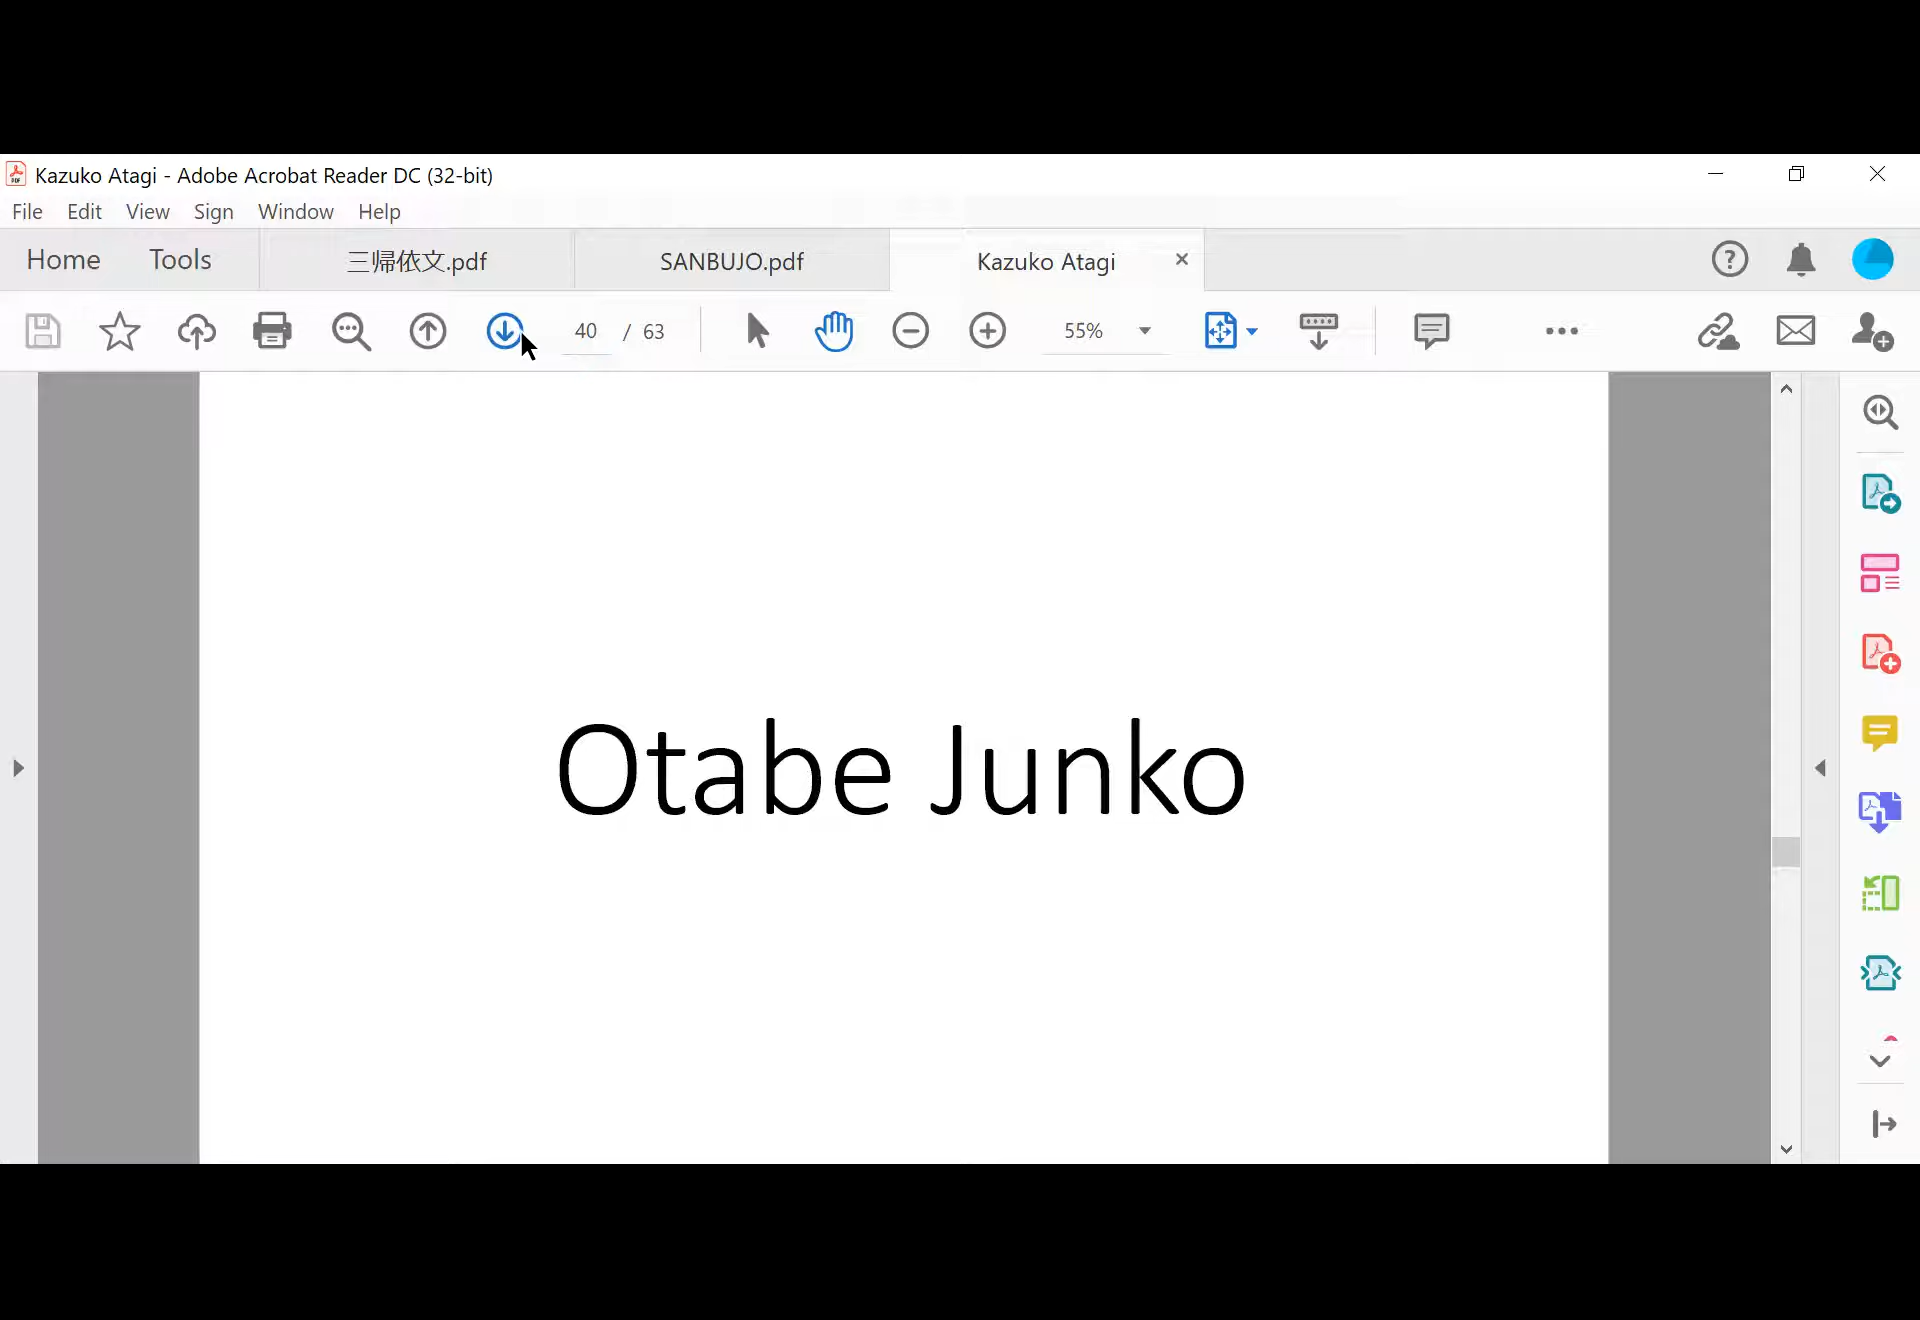 Kazuko Atagi - Adobe Acrobat Reader DC (32-bit)
File Edit View Sign Window Help
Home Tools 三帰依文.pdf SANBUJO.pdf Kazuko Atagi
40 / 63 55%
Otabe Junko